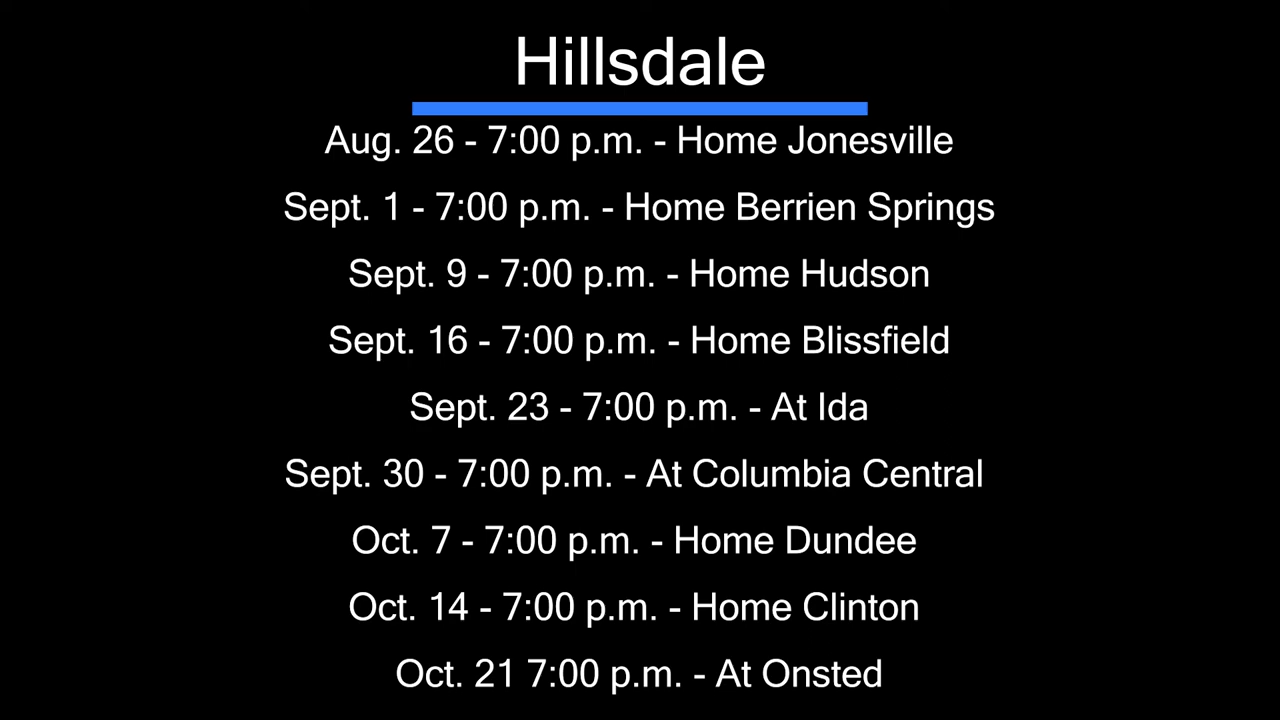 Hillsdale
Aug. 26 - 7:00 p.m. - Home Jonesville
Sept. 1 - 7:00 p.m. - Home Berrien Springs
Sept. 9 - 7:00 p.m. - Home Hudson
Sept. 16 - 7:00 p.m. - Home Blissfield
Sept. 23 - 7:00 p.m. - At Ida
Sept. 30 - 7:00 p.m. - At Columbia Central
Oct. 7 - 7:00 p.m. - Home Dundee
Oct. 14 - 7:00 p.m. - Home Clinton
Oct. 21 7:00 p.m. - At Onsted